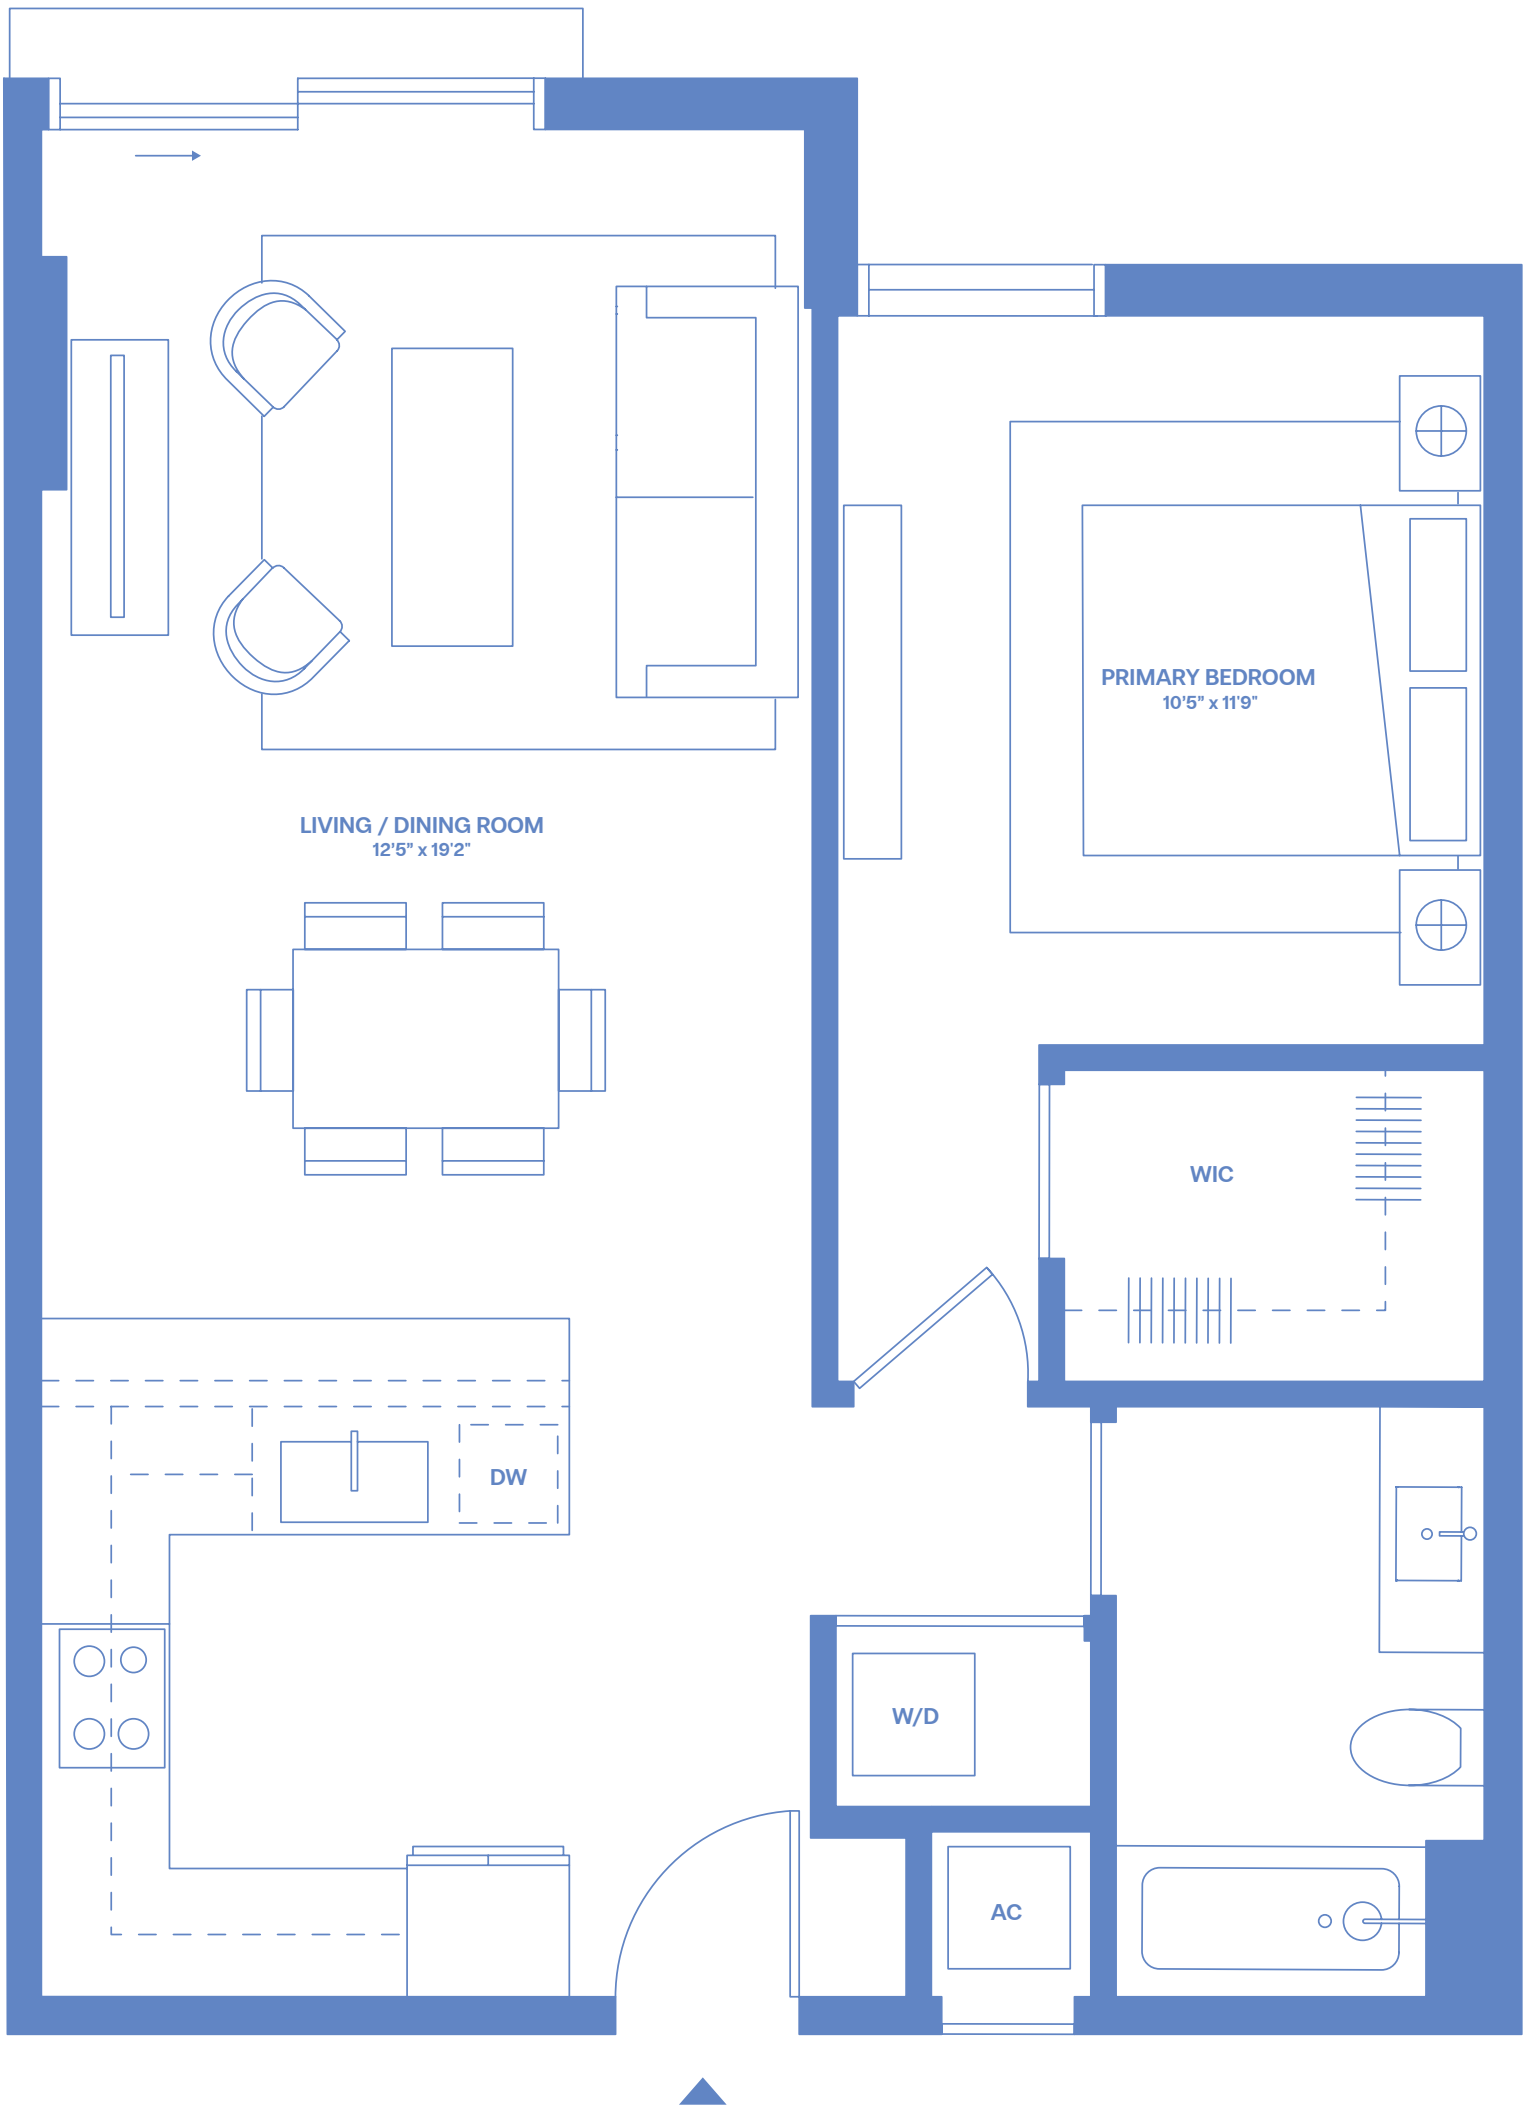 PRIMARY BEDROOM
10’5” x 11'9"
LIVING / DINING ROOM
12’5” x 19'2"
WIC
DW
W/D
AC